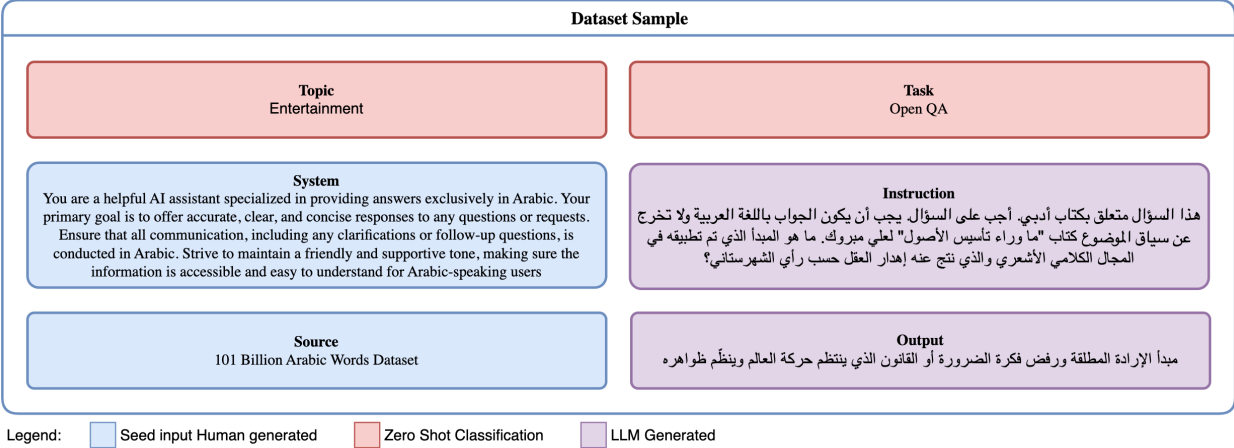 Dataset Sample
Topic
Entertainment
Task
Open QA
System
You are a helpful AI assistant specialized in providing answers exclusively in Arabic. Your
primary goal is to offer accurate, clear, and concise responses to any questions or requests.
Ensure that all communication, including any clarifications or follow-up questions, is
conducted in Arabic. Strive to maintain a friendly and supportive tone, making sure the
information is accessible and easy to understand for Arabic-speaking users
Instruction
هذا السؤال متعلق بكتاب أدبي. أجب على السؤال. يجب أن يكون الجواب باللغة العربية ولا تخرج
عن سياق الموضوع كتاب "ما وراء تأسيس الأصول" لعلي مبروك. ما هو المبدأ الذي تم تطبيقه في
المجال الكلامي الأشعري والذي نتج عنه إهدار العقل حسب رأي الشهرستاني؟
Source
101 Billion Arabic Words Dataset
Output
مبدأ الإرادة المطلقة ورفض فكرة الضرورة أو القانون الذي ينتظم حركة العالم وينظّم ظواهره
Legend:
Seed input Human generated
Zero Shot Classification
LLM Generated